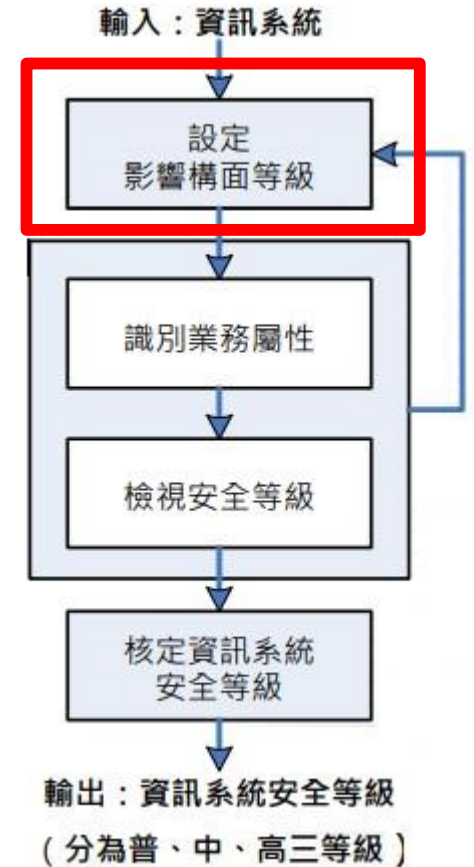 輸入：資訊系統
設定
影響構面等級
識別業務屬性
檢視安全等級
核定資訊系統
安全等級
輸出：資訊系統安全等級
（分為普、中、高三等級）